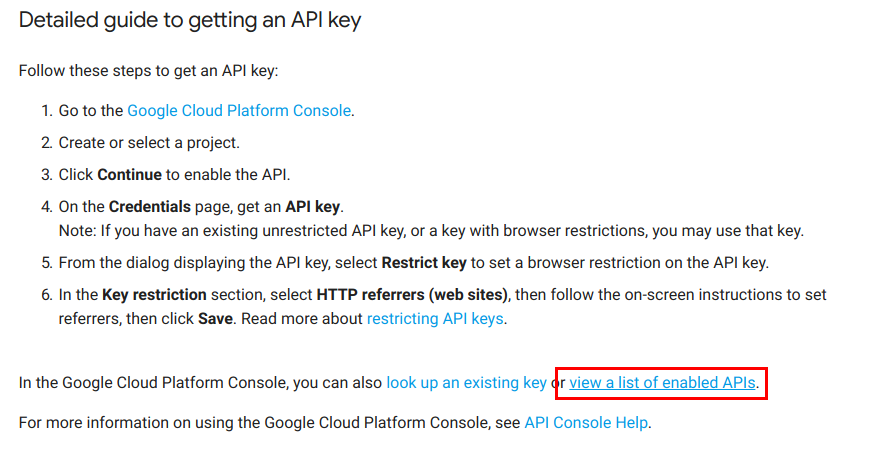 Detailed guide to getting an API key
Follow these steps to get an API key:
1. Go to the Google Cloud Platform Console.
2. Create or select a project.
3. Click Continue to enable the API.
4. On the Credentials page, get an API key.
Note: If you have an existing unrestricted API key, or a key with browser restrictions, you may use that key.
5. From the dialog displaying the API key, select Restrict key to set a browser restriction on the API key.
6. In the Key restriction section, select HTTP referrers (web sites), then follow the on-screen instructions to set
referrers, then click Save. Read more about restricting API keys.
In the Google Cloud Platform Console, you can also look up an existing key or view a list of enabled APIs.
For more information on using the Google Cloud Platform Console, see API Console Help.